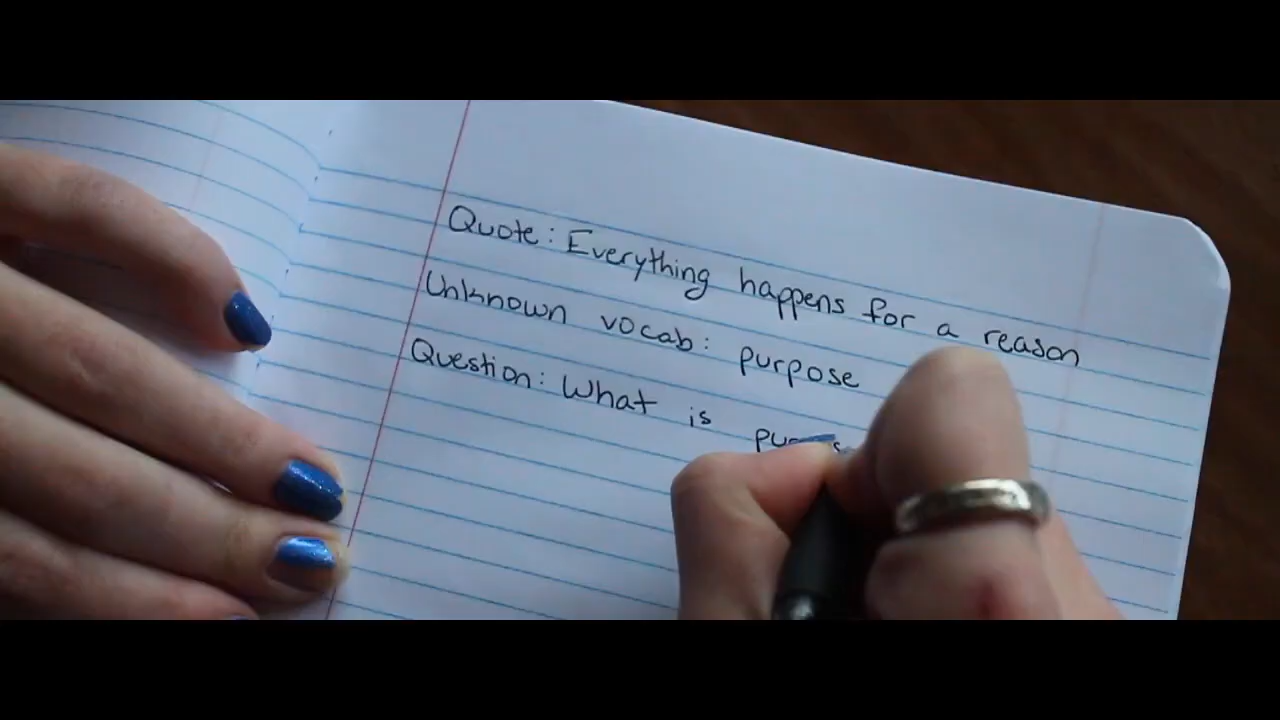 Quote: Everything happens for a reason
Unknown vocab: purpose
Question: What is